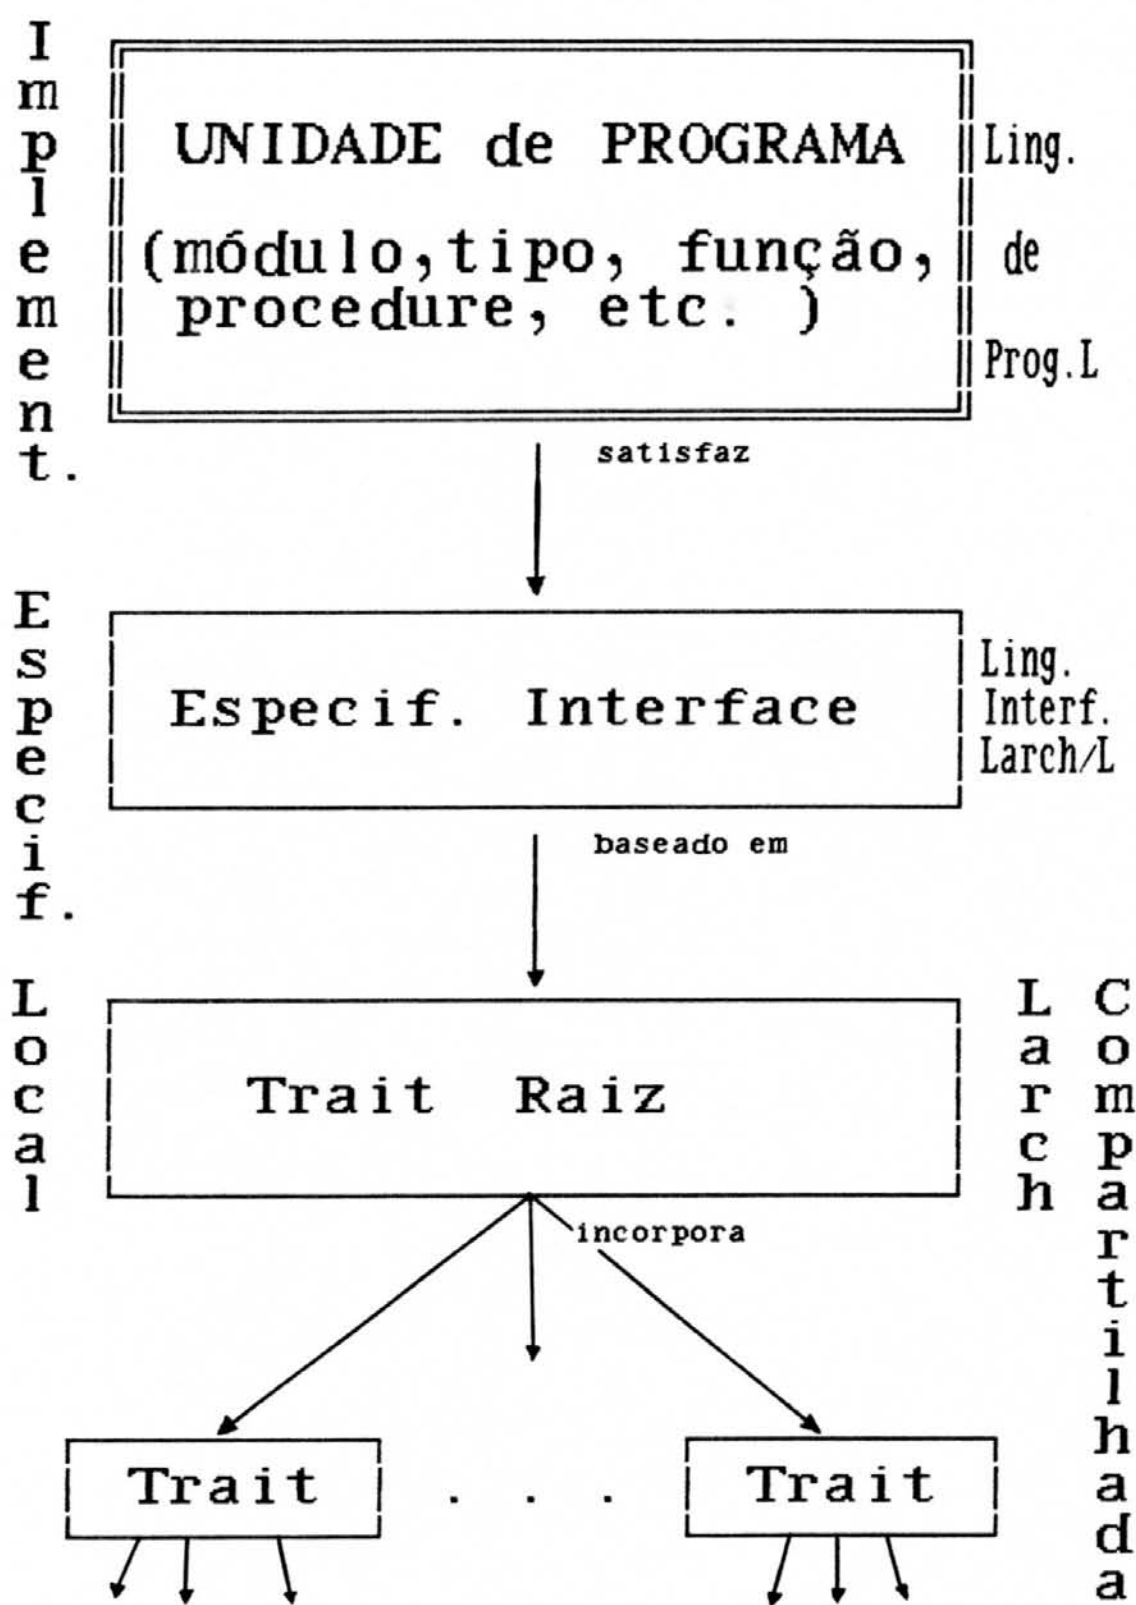 Implement.
UNIDADE de PROGRAMA
(módulo, tipo, função,
procedure, etc. )
Ling.
de
Prog.L
satisfaz
Especif.
Especif. Interface
Ling.
Interf.
Larch/L
baseado em
Local
Trait Raiz
Larch
Compartilhada
incorpora
Trait
. . .
Trait